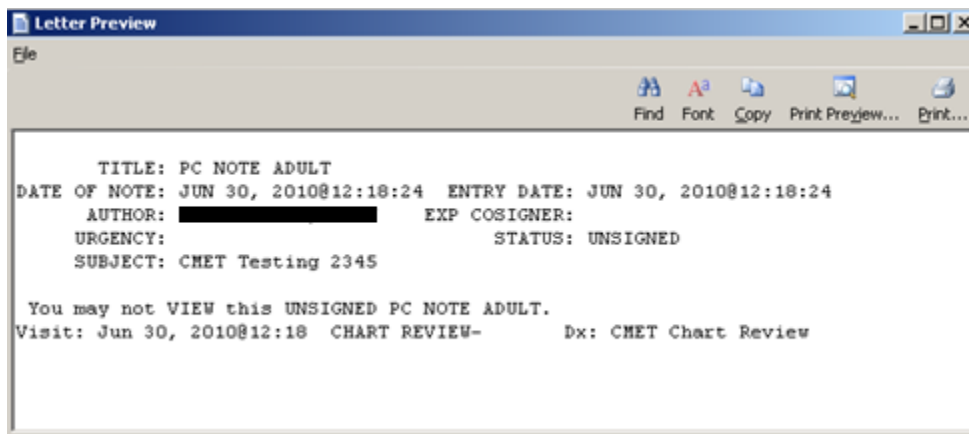 Letter Preview
File
Find Font Copy Print Preview... Print...
TITLE: PC NOTE ADULT
DATE OF NOTE: JUN 30, 2010@12:18:24 ENTRY DATE: JUN 30, 2010@12:18:24
AUTHOR: EXP COSIGNER:
URGENCY: STATUS: UNSIGNED
SUBJECT: CMET Testing 2345
You may not VIEW this UNSIGNED PC NOTE ADULT.
Visit: Jun 30, 2010@12:18 CHART REVIEW- Dx: CMET Chart Review